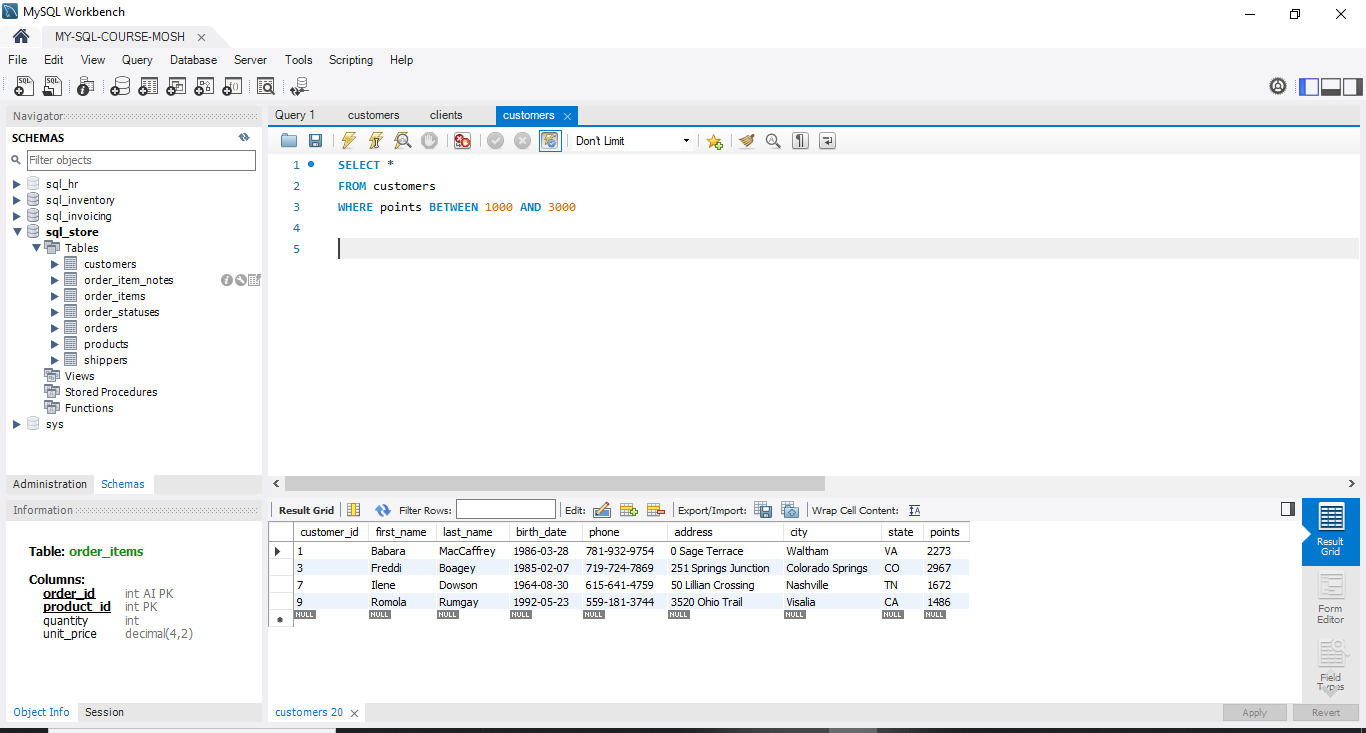 MySQL Workbench
MY-SQL-COURSE-MOSH
File Edit View Query Database Server Tools Scripting Help
Navigator
SCHEMAS
Filter objects
sql_hr
sql_inventory
sql_invoicing
sql_store
Tables
customers
order_item_notes
order_items
order_statuses
orders
products
shippers
Views
Stored Procedures
Functions
sys
Administration Schemas
Information
Table: order_items
Columns:
order_id int AI PK
product_id int PK
quantity int
unit_price decimal(4,2)
Object Info Session
Query 1 customers clients customers
Don't Limit
1 SELECT *
2 FROM customers
3 WHERE points BETWEEN 1000 AND 3000
4
5
Result Grid Filter Rows: Edit: Export/Import: Wrap Cell Content:
customer_id first_name last_name birth_date phone address city state points
1 Babara MacCaffrey 1986-03-28 781-932-9754 0 Sage Terrace Waltham VA 2273
3 Freddi Boagey 1985-02-07 719-724-7869 251 Springs Junction Colorado Springs CO 2967
7 Ilene Dowson 1964-08-30 615-641-4759 50 Lillian Crossing Nashville TN 1672
9 Romola Rumgay 1992-05-23 559-181-3744 3520 Ohio Trail Visalia CA 1486
NULL NULL NULL NULL NULL NULL NULL NULL NULL
Result
Grid
Form
Editor
Field
Types
customers 20
Apply Revert